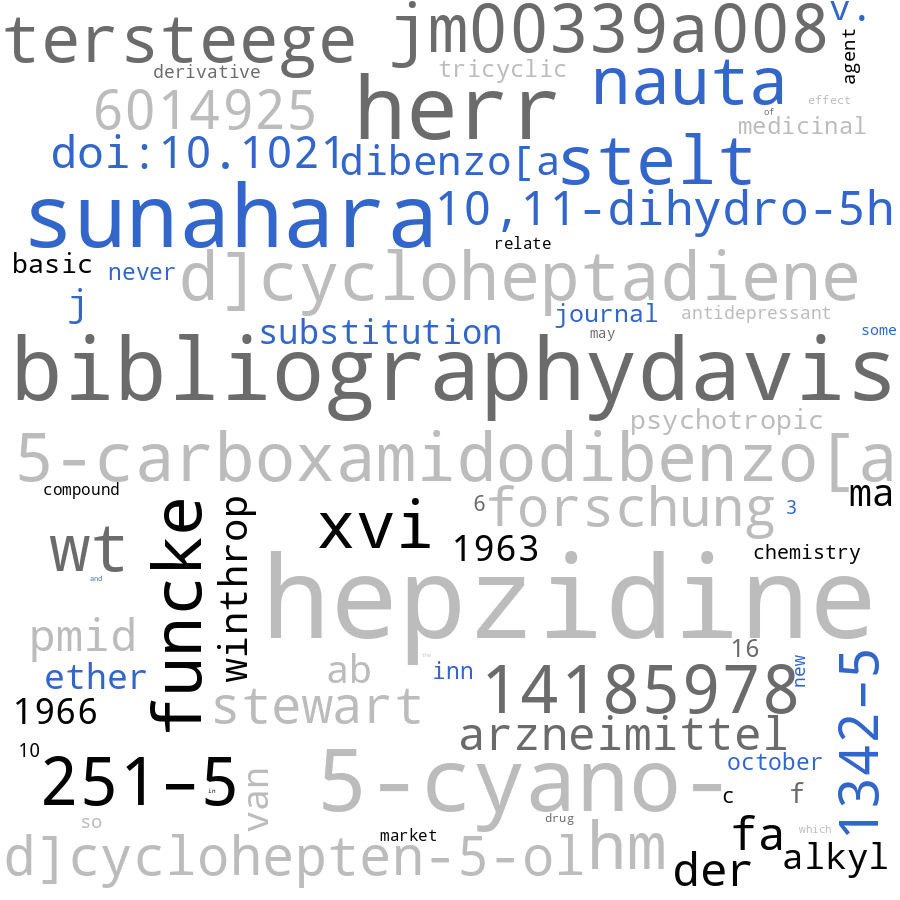 tersteege
jm00339a008
v.
agent
derivative
tricyclic
nauta
6014925
herr
effect
of
medicinal
doi:10.1021
dibenzo[a
stelt
sunahara
10,11-dihydro-5h
relate
basic
never
d]cycloheptadiene
j
substitution
journal
may
antidepressant
some
bibliographydavis
psychotropic
5-carboxamidodibenzo[a
compound
ma
funcke
winthrop
xvi
6
forschung
3
wt
1963
chemistry
and
hepzidine
pmid
the
16
ether
ab
inn
14185978
new
1342-5
1966
stewart
arzneimittel
10
251-5
in
van
5-cyano-
october
c
f
so
drug
market
fa
which
d]cyclohepten-5-ol
hm
der
alkyl